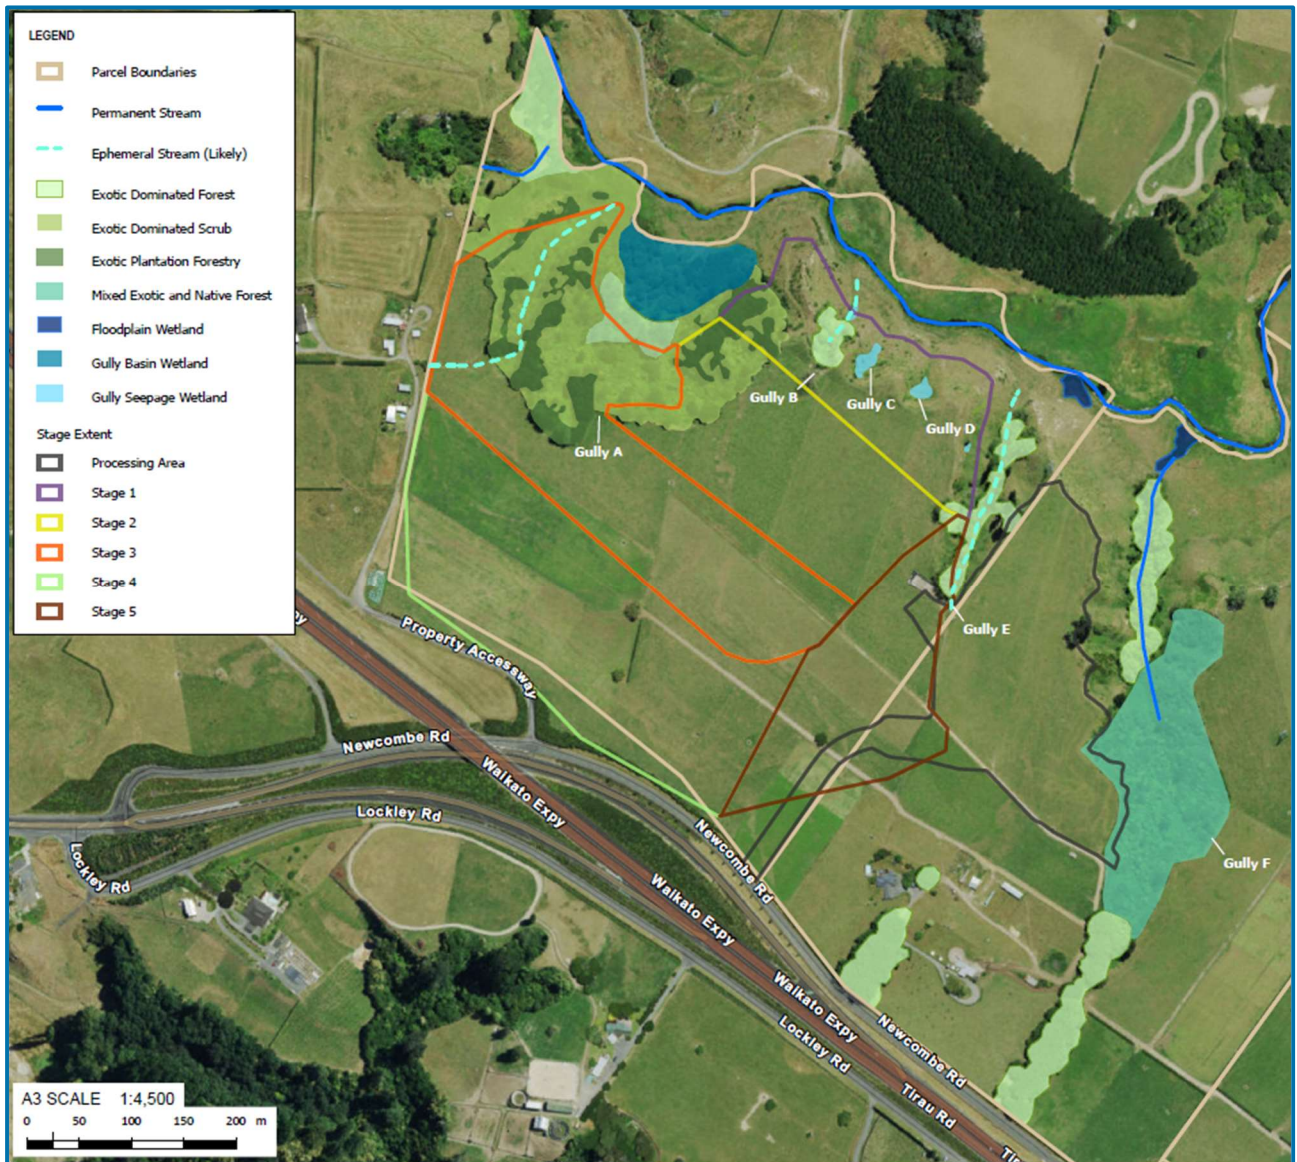 LEGEND
Parcel Boundaries
Permanent Stream
Ephemeral Stream (Likely)
Exotic Dominated Forest
Exotic Dominated Scrub
Exotic Plantation Forestry
Mixed Exotic and Native Forest
Floodplain Wetland
Gully Basin Wetland
Gully Seepage Wetland
Stage Extent
Processing Area
Stage 1
Stage 2
Stage 3
Stage 4
Stage 5
Gully A
Gully B
Gully C
Gully D
Gully E
Gully F
py
Property Accessway
Newcombe Rd
Waikato Expy
Lockley Rd
Lockley Rd
Newcombe Rd
Waikato Expy
Waikato Expy
Lockley Rd
Newcombe Rd
Tirau Rd
Ti
A3 SCALE 1:4,500
0 50 100 150 200 m